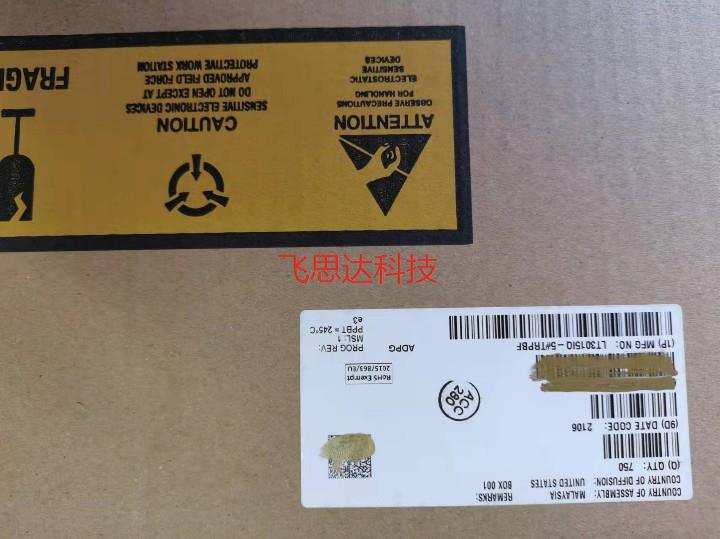 ATTENTION
OBSERVE PRECAUTIONS
FOR HANDLING
ELECTROSTATIC
SENSITIVE
DEVICES
CAUTION
SENSITIVE ELECTRONIC DEVICES
DO NOT OPEN EXCEPT AT
APPROVED FIELD FORCE
PROTECTIVE WORK STATION
FRAGI
飞思达科技
COUNTRY OF ASSEMBLY: MALAYSIA REMARKS:
COUNTRY OF DIFFUSION: UNITED STATES BOX 001
(Q) QTY: 750
(9D) DATE CODE: 2106
(1P) MFG NO: LT3015IQ-5#TRPBF
ACC
280
RoHS Exempt
2015/863/EU
ADPG PROG REV:
MSL: 1
PPBT = 245°C
e3